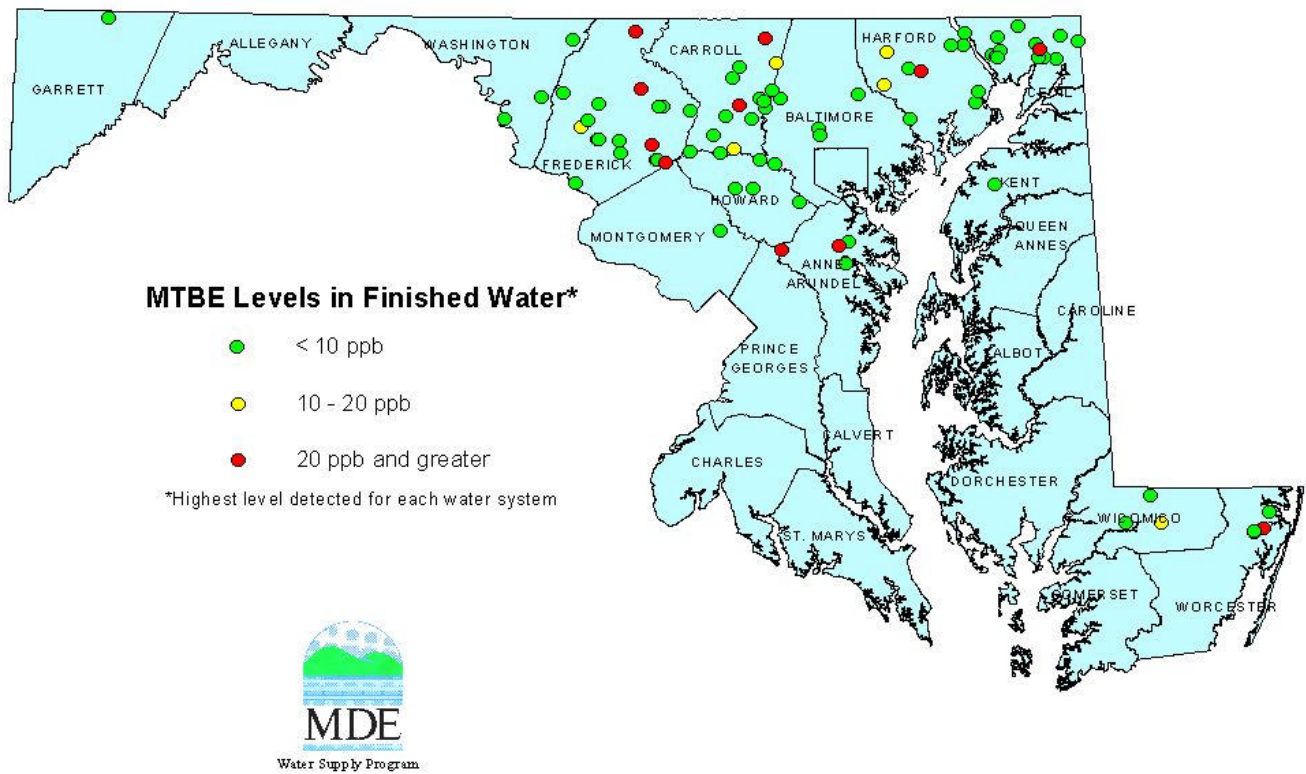 ALLEGANY
WASHINGTON
CARROLL
HARFORD
GARRETT
CECIL
BALTIMORE
FREDERICK
KENT
HOWARD
QUEEN
ANNES
MONTGOMERY
ANNE
ARUNDEL
MTBE Levels in Finished Water*
CAROLINE
< 10 ppb
PRINCE
GEORGES
ALBOT
10 - 20 ppb
CALVERT
20 ppb and greater
CHARLES
DORCHESTER
*Highest level detected for each water system
WICOMICO
ST. MARYS
SOMERSET
WORCESTER
MDE
Water Supply Program